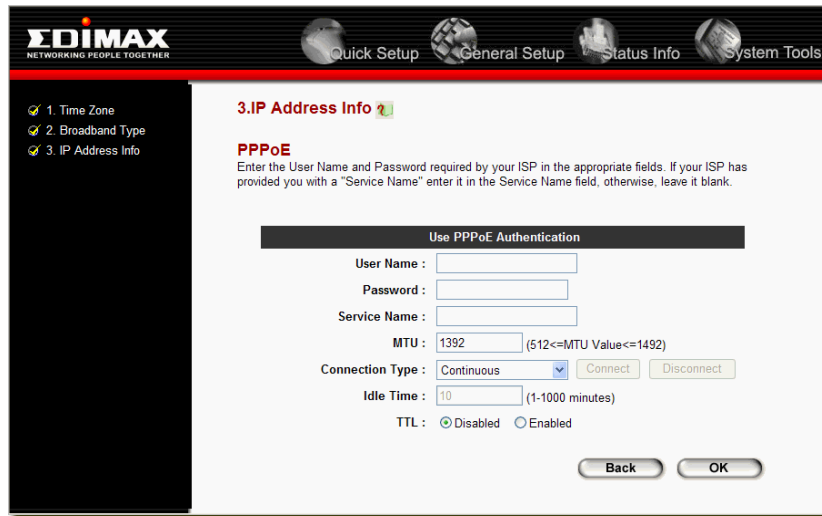 EDIMAX
NETWORKING PEOPLE TOGETHER
Quick Setup
General Setup
Status Info
System Tools
1. Time Zone
2. Broadband Type
3. IP Address Info
3.IP Address Info
PPPoE
Enter the User Name and Password required by your ISP in the appropriate fields. If your ISP has
provided you with a "Service Name" enter it in the Service Name field, otherwise, leave it blank.
Use PPPoE Authentication
User Name :
Password :
Service Name :
MTU : 1392 (512<=MTU Value<=1492)
Connection Type : Continuous Connect Disconnect
Idle Time : 10 (1-1000 minutes)
TTL : Disabled Enabled
Back OK